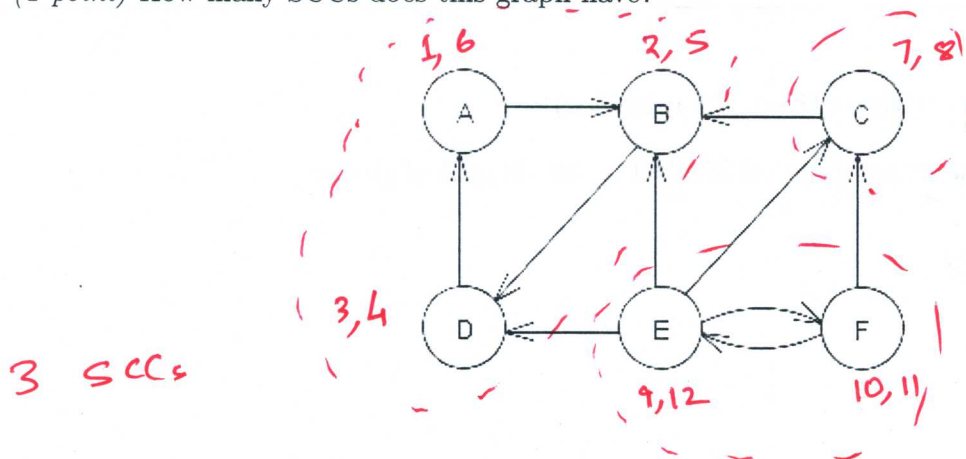 (1 point) How many SCCs does this graph have?
1,6 2,5 7,8
A B C
3,4 D E F
3 SCCs
9,12 10,11